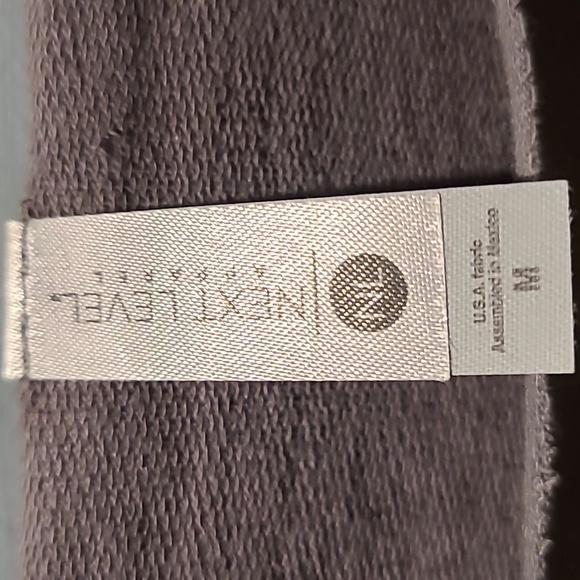 N
NEXT LEVEL
APPAREL
U.S.A. fabric
Assembled in Mexico
M